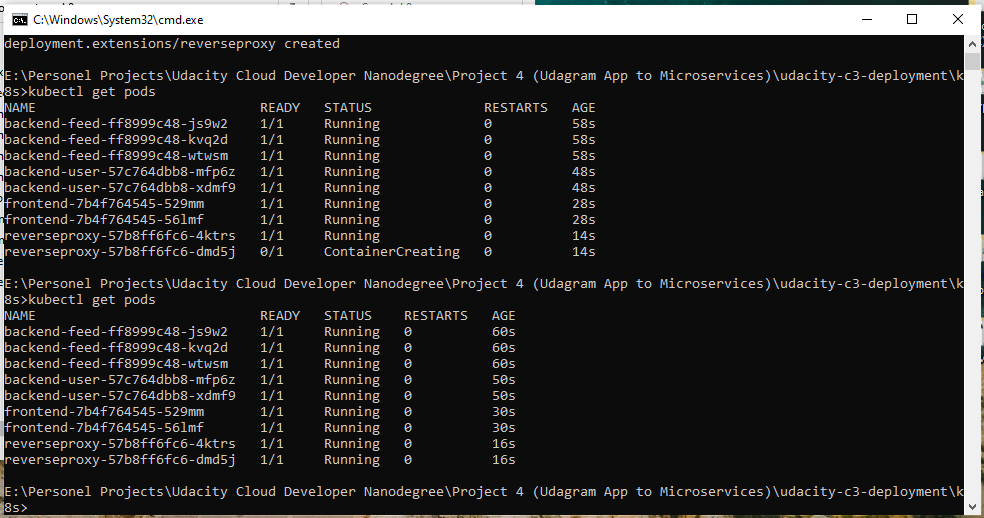 C:\Windows\System32\cmd.exe
deployment.extensions/reverseproxy created
E:\Personel Projects\Udacity Cloud Developer Nanodegree\Project 4 (Udagram App to Microservices)\udacity-c3-deployment\k
8s>kubectl get pods
NAME READY STATUS RESTARTS AGE
backend-feed-ff8999c48-js9w2 1/1 Running 0 58s
backend-feed-ff8999c48-kvq2d 1/1 Running 0 58s
backend-feed-ff8999c48-wtwsm 1/1 Running 0 58s
backend-user-57c764dbb8-mfp6z 1/1 Running 0 48s
backend-user-57c764dbb8-xdmf9 1/1 Running 0 48s
frontend-7b4f764545-529mm 1/1 Running 0 28s
frontend-7b4f764545-56lmf 1/1 Running 0 28s
reverseproxy-57b8ff6fc6-4ktrs 1/1 Running 0 14s
reverseproxy-57b8ff6fc6-dmd5j 0/1 ContainerCreating 0 14s
E:\Personel Projects\Udacity Cloud Developer Nanodegree\Project 4 (Udagram App to Microservices)\udacity-c3-deployment\k
8s>kubectl get pods
NAME READY STATUS RESTARTS AGE
backend-feed-ff8999c48-js9w2 1/1 Running 0 60s
backend-feed-ff8999c48-kvq2d 1/1 Running 0 60s
backend-feed-ff8999c48-wtwsm 1/1 Running 0 60s
backend-user-57c764dbb8-mfp6z 1/1 Running 0 50s
backend-user-57c764dbb8-xdmf9 1/1 Running 0 50s
frontend-7b4f764545-529mm 1/1 Running 0 30s
frontend-7b4f764545-56lmf 1/1 Running 0 30s
reverseproxy-57b8ff6fc6-4ktrs 1/1 Running 0 16s
reverseproxy-57b8ff6fc6-dmd5j 1/1 Running 0 16s
E:\Personel Projects\Udacity Cloud Developer Nanodegree\Project 4 (Udagram App to Microservices)\udacity-c3-deployment\k
8s>